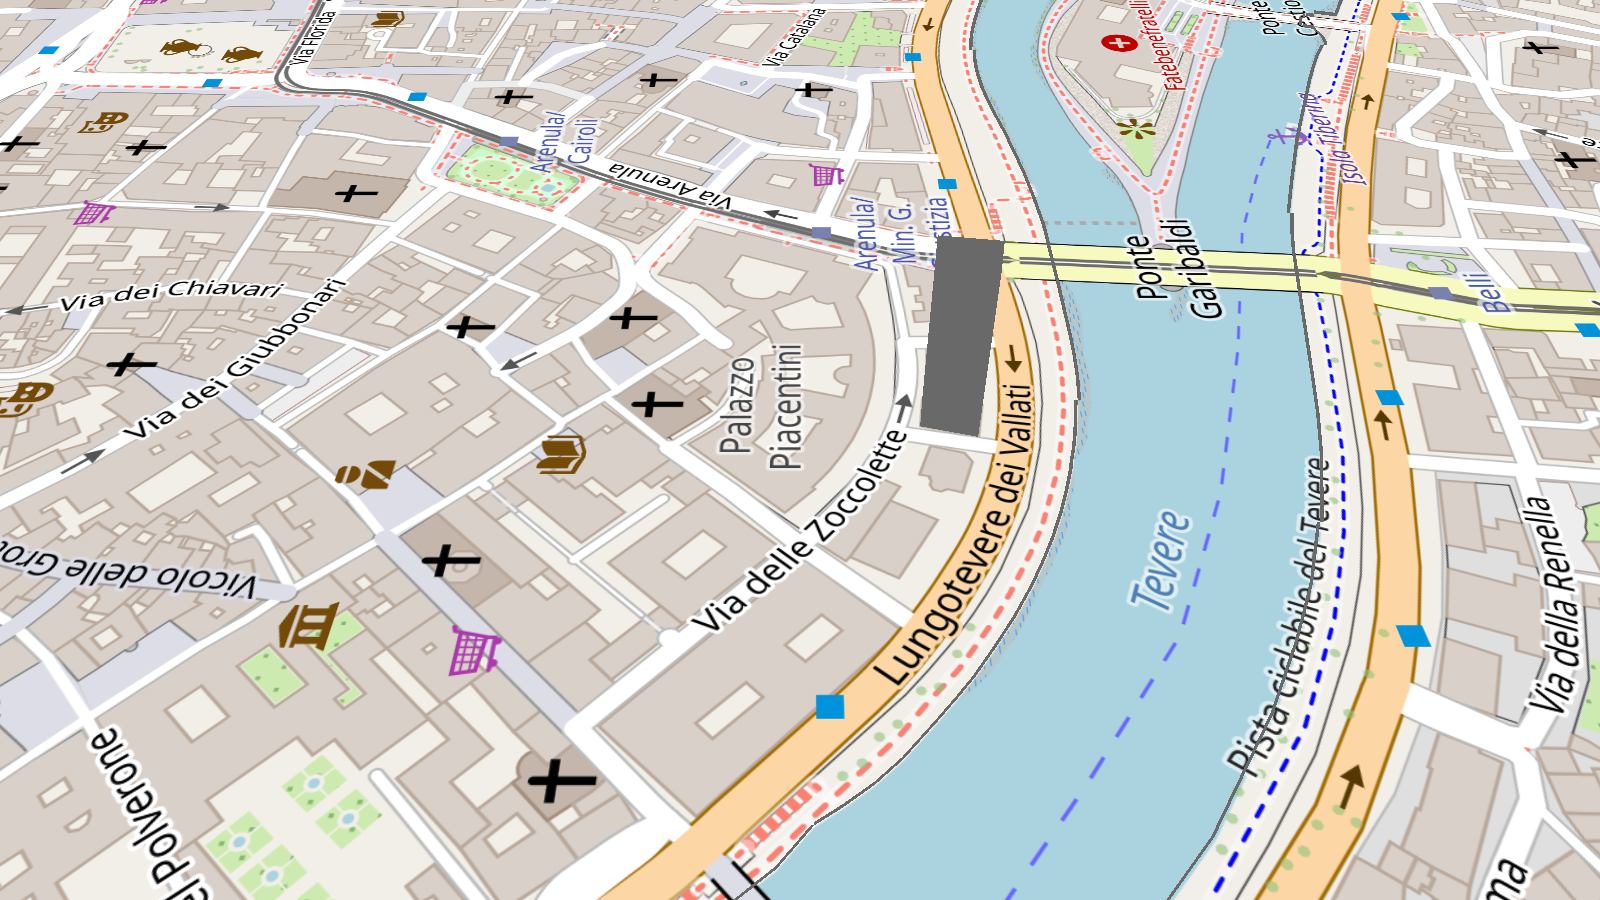 Via Florida
Via Catalana
Fatebenefratelli
Ponte
Cestio
Arenula/
Cairoli
Via Arenula
Isola Tiberina
Arenula/
Min. G.
Ponte
Garibaldi
Belli
Via dei Chiavari
Via dei Giubbonari
Palazzo
Piacentini
Via delle Zoccolette
Lungotevere dei Vallati
Tevere
Pista ciclabile del Tevere
Via della Renella
Vicolo delle
Polverone